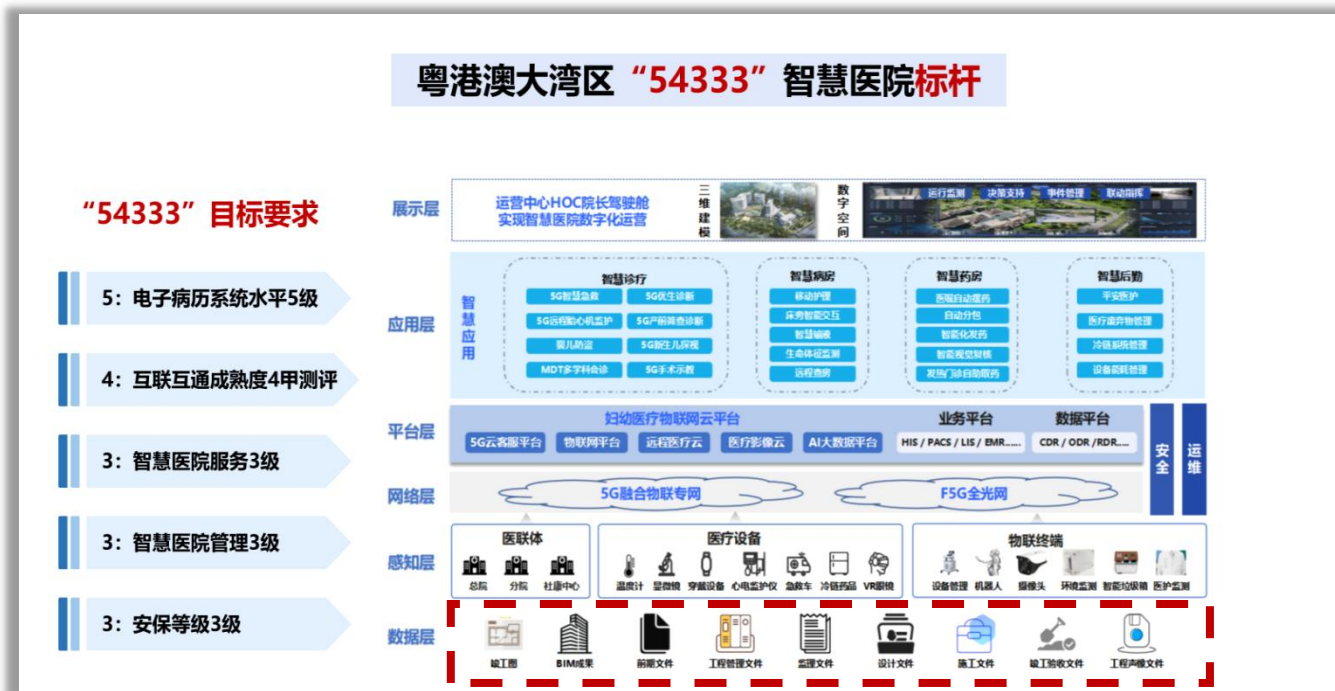 粤港澳大湾区 “54333” 智慧医院标杆
“54333” 目标要求
5：电子病历系统水平5级
4：互联互通成熟度4甲测评
3：智慧医院服务3级
3：智慧医院管理3级
3：安保等级3级
展示层
运营中心HOC院长驾驶舱
实现智慧医院数字化运营
三维建模
数字空间
运行监测 决策支持 事件管理 联动指挥
应用层
智慧应用
智慧诊疗
5G智慧急救 5G优生诊断
5G远程胎心机监护 5G产前筛查诊断
婴儿防盗 5G新生儿探视
MDT多学科会诊 5G手术示教
智慧病房
移动护理
床旁智能交互
智慧输液
生命体征监测
远程查房
智慧药房
医嘱自动摆药
自动分包
智能化发药
智能视觉复核
发热门诊自助取药
智慧后勤
平安医护
医疗废弃物管理
冷链系统管理
设备能耗管理
平台层
妇幼医疗物联网云平台
5G云客服平台 物联网平台 远程医疗云 医疗影像云 AI大数据平台
业务平台
HIS / PACS / LIS / EMR......
数据平台
CDR / ODR /RDR....
安全
运维
网络层
5G融合物联专网
F5G全光网
感知层
医联体
总院 分院 社康中心
医疗设备
温度计 显微镜 穿戴设备 心电监护仪 急救车 冷链药品 VR眼镜
物联终端
设备管理 机器人 摄像头 环境监测 智能垃圾箱 医护监测
数据层
竣工图 BIM成果 前期文件 工程管理文件 监理文件 设计文件 施工文件 竣工验收文件 工程声像文件